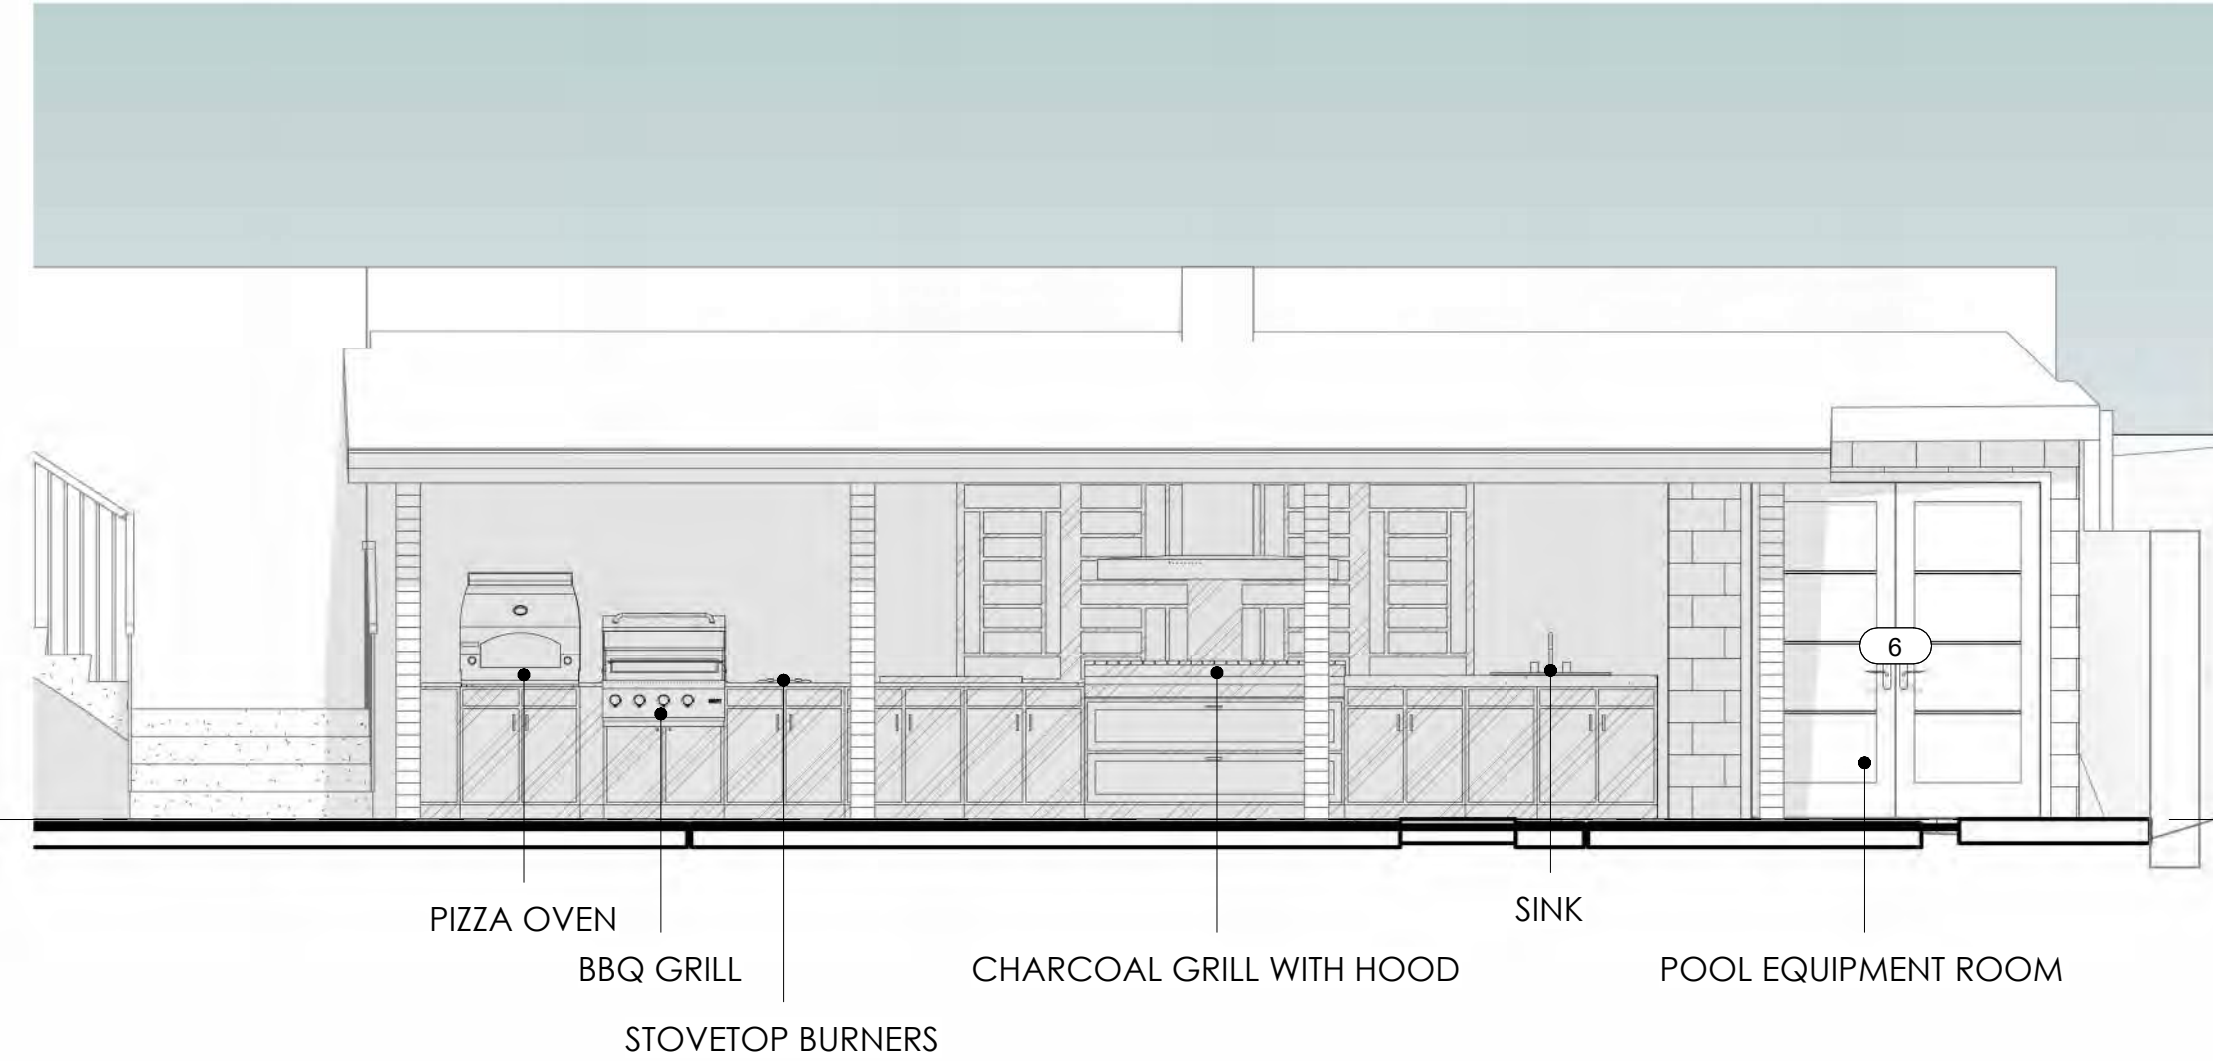 6
PIZZA OVEN
SINK
BBQ GRILL
CHARCOAL GRILL WITH HOOD
POOL EQUIPMENT ROOM
STOVETOP BURNERS